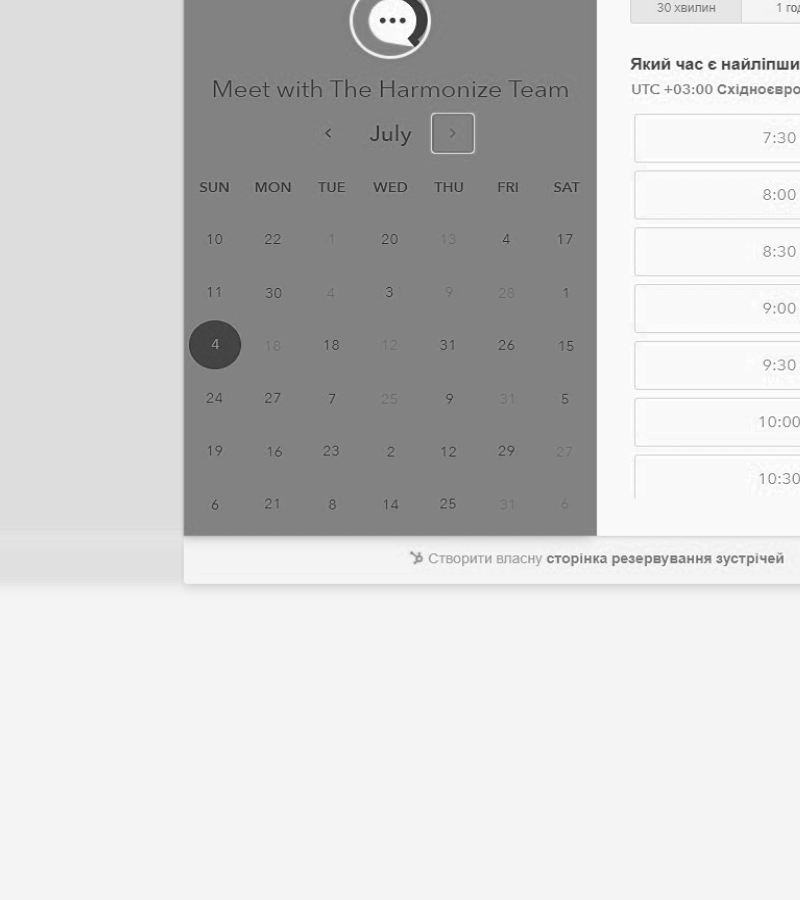 30 хвилин 1 год
Який час є найліпши
UTC +03:00 Східноєвро
Meet with The Harmonize Team
July
SUN MON TUE WED THU FRI SAT
10 22 1 20 13 4 17
11 30 4 3 9 28 1
4 18 18 12 31 26 15
24 27 7 25 9 31 5
19 16 23 2 12 29 27
6 21 8 14 25 31 6
7:30
8:00
8:30
9:00
9:30
10:00
10:30
Створити власну сторінка резервування зустрічей